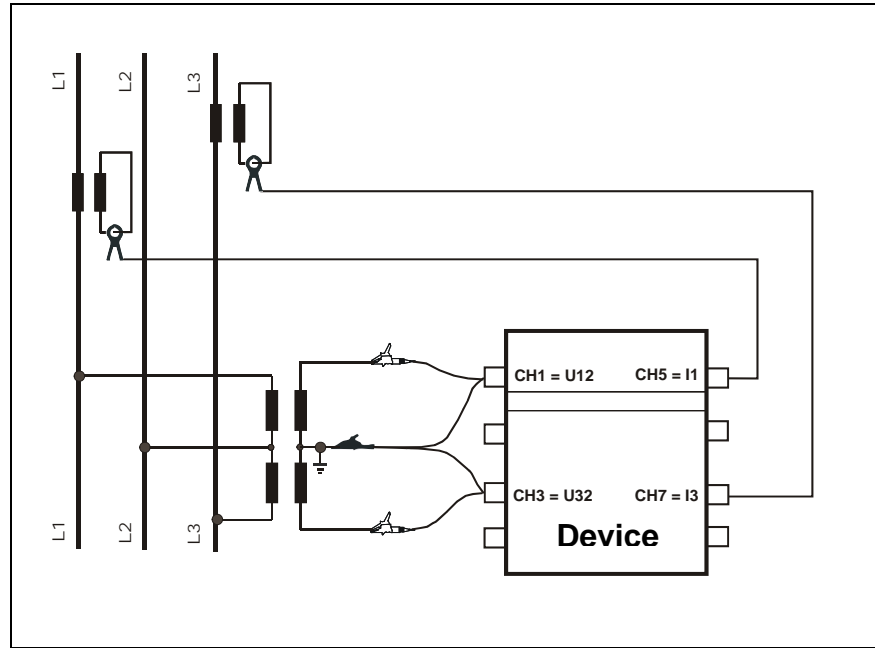 L1
L2
L3
CH1 = U12 CH5 = I1
CH3 = U32 CH7 = I3
Device
L1
L2
L3